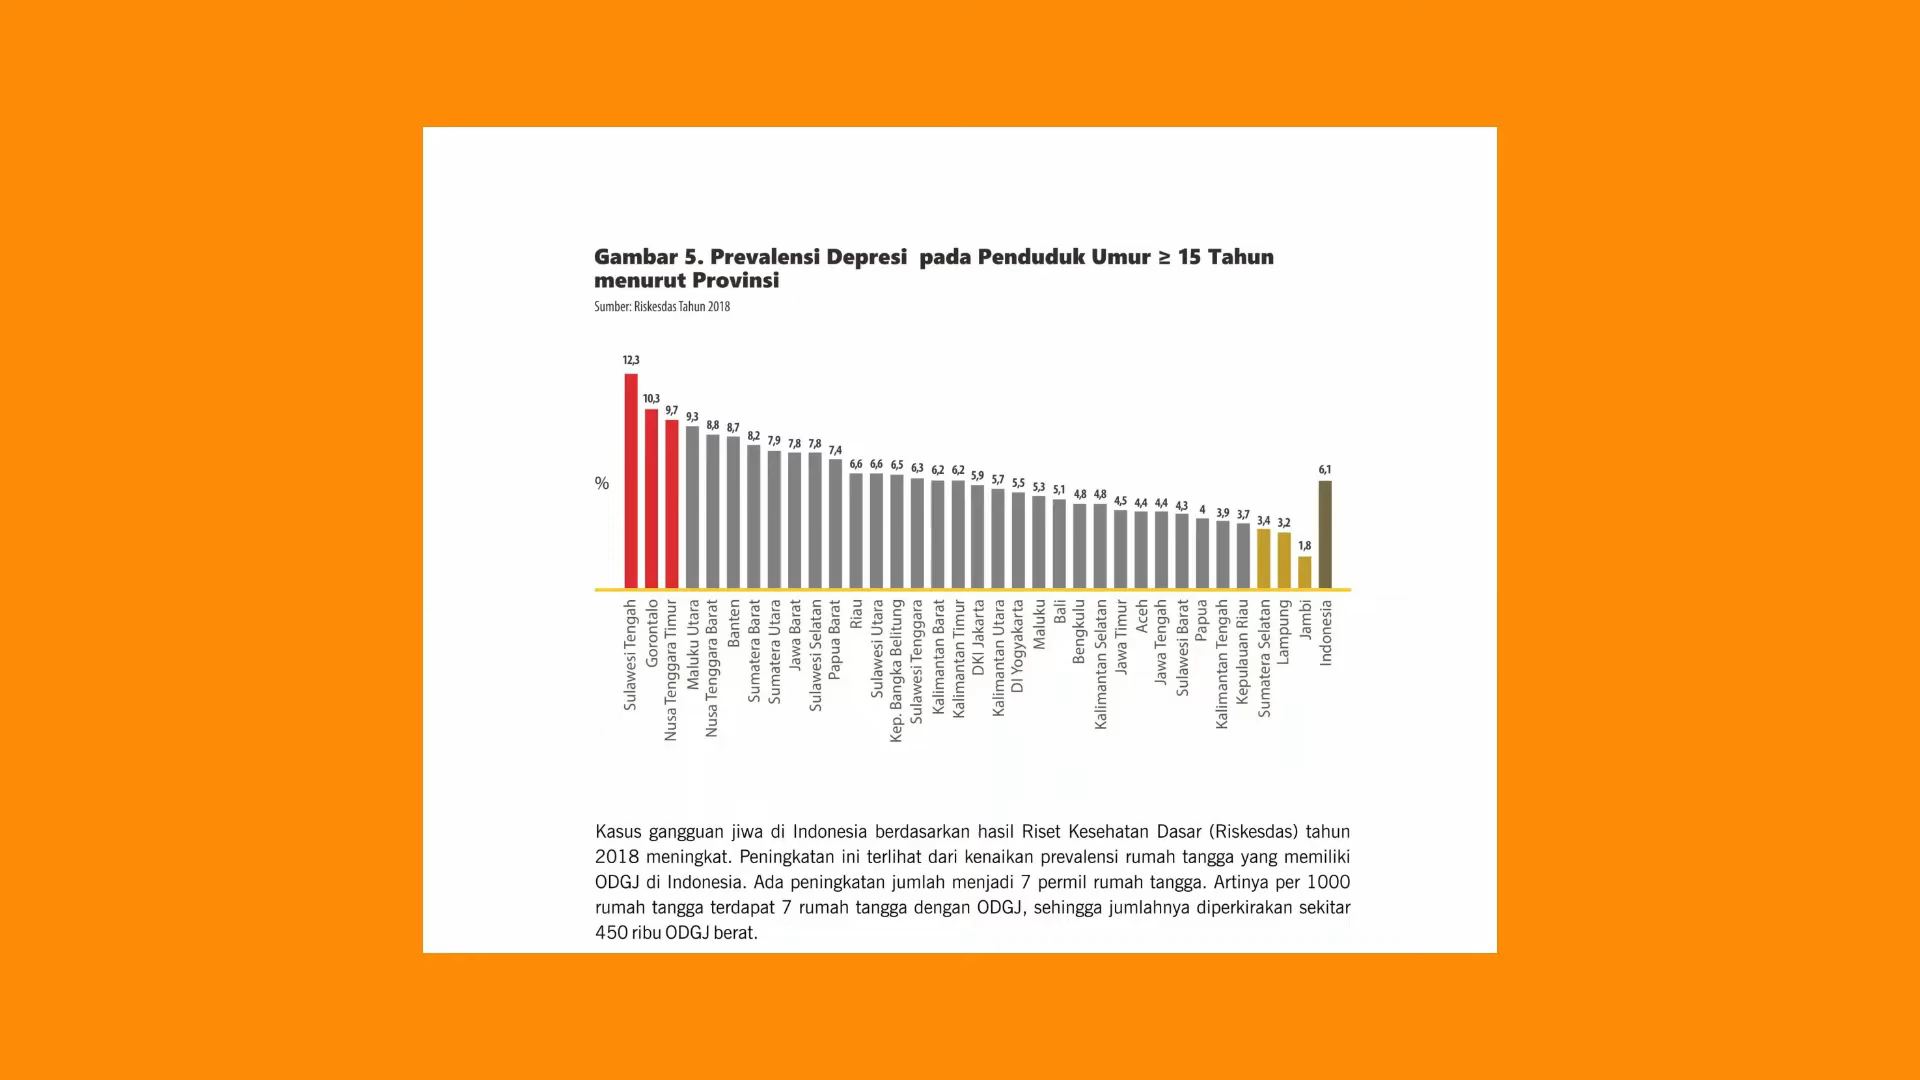 Gambar 5. Prevalensi Depresi pada Penduduk Umur ≥ 15 Tahun
menurut Provinsi
Sumber: Riskesdas Tahun 2018
12,3
10,3
9,7
9,3
8,8
8,7
8,2
7,9
7,8
7,8
7,4
6,6
6,6
6,5
6,3
6,2
6,2
5,9
5,7
5,5
5,3
5,1
4,8
4,8
4,5
4,4
4,4
4,3
4
3,9
3,7
3,4
3,2
1,8
6,1
%
Sulawesi Tengah
Gorontalo
Nusa Tenggara Timur
Maluku Utara
Nusa Tenggara Barat
Banten
Sumatera Barat
Sumatera Utara
Jawa Barat
Sulawesi Selatan
Papua Barat
Riau
Sulawesi Utara
Kep. Bangka Belitung
Sulawesi Tenggara
Kalimantan Barat
Kalimantan Timur
DKI Jakarta
Kalimantan Utara
DI Yogyakarta
Maluku
Bali
Bengkulu
Kalimantan Selatan
Jawa Timur
Aceh
Jawa Tengah
Sulawesi Barat
Papua
Kalimantan Tengah
Kepulauan Riau
Sumatera Selatan
Lampung
Jambi
Indonesia
Kasus gangguan jiwa di Indonesia berdasarkan hasil Riset Kesehatan Dasar (Riskesdas) tahun
2018 meningkat. Peningkatan ini terlihat dari kenaikan prevalensi rumah tangga yang memiliki
ODGJ di Indonesia. Ada peningkatan jumlah menjadi 7 permil rumah tangga. Artinya per 1000
rumah tangga terdapat 7 rumah tangga dengan ODGJ, sehingga jumlahnya diperkirakan sekitar
450 ribu ODGJ berat.